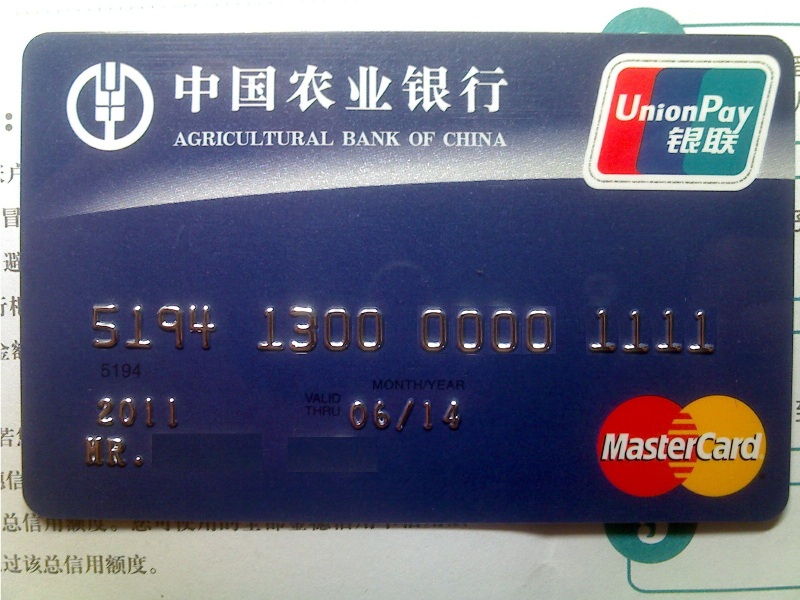 中国农业银行
AGRICULTURAL BANK OF CHINA
UnionPay
银联
5194 1300 0000 1111
5194
MONTH/YEAR
2011 VALID THRU 06/14
MR.
MasterCard
过该总信用额度。